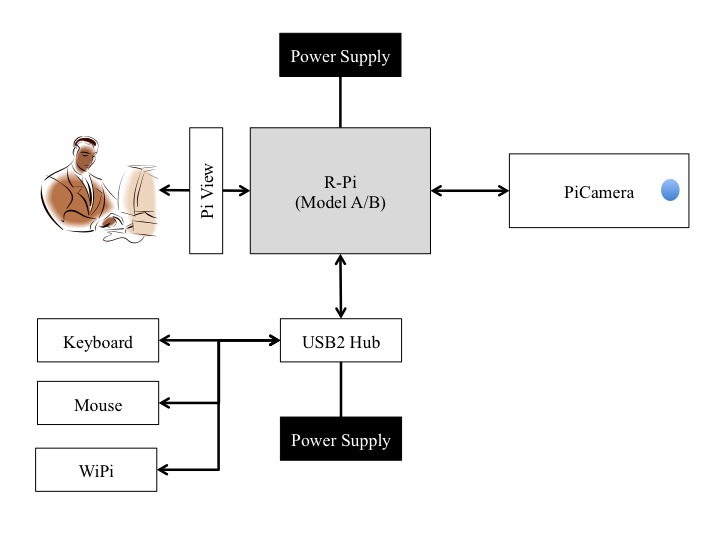 Power Supply
Pi View
R-Pi
(Model A/B)
PiCamera
Keyboard
USB2 Hub
Mouse
Power Supply
WiPi